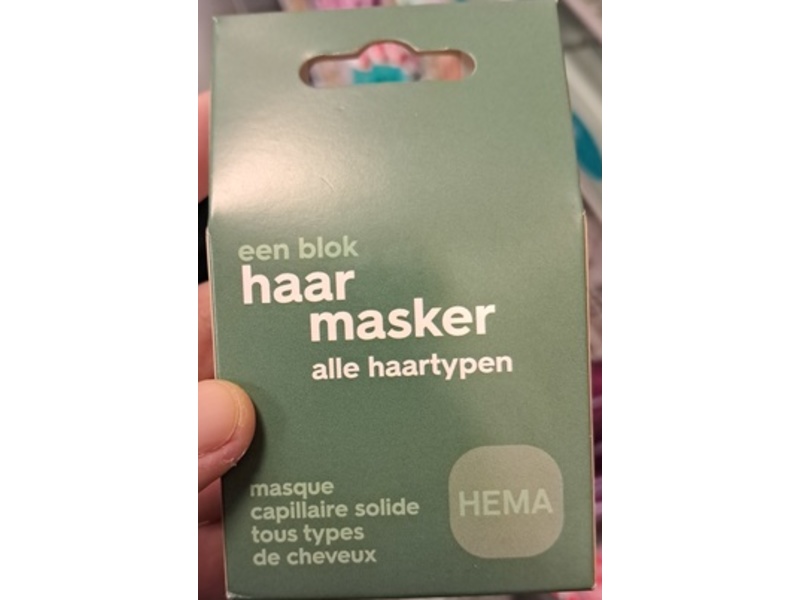 een blok
haar
masker
alle haartypen
masque
capillaire solide
tous types
de cheveux
HEMA